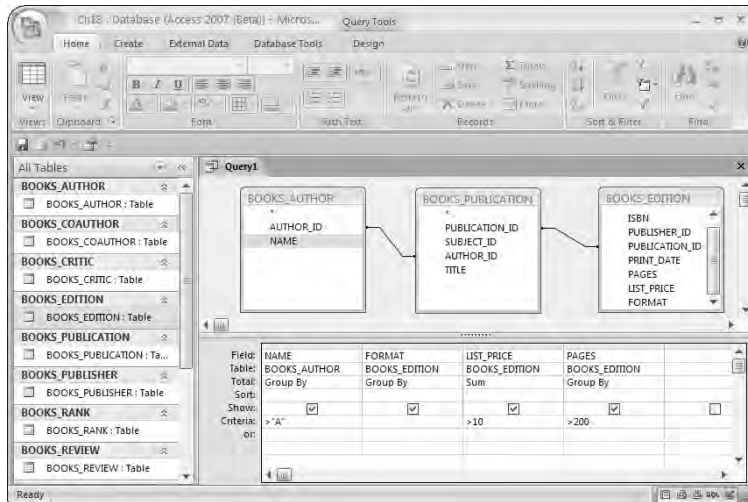 Ch18 : Database (Access 2007 (Beta)) - Micros... Query Tools
Home Create External Data Database Tools Design
View
Views Clipboard Font Rich Text Records Sort & Filter Find
All Tables
Query1
BOOKS_AUTHOR
BOOKS_AUTHOR : Table
BOOKS_COAUTHOR
BOOKS_COAUTHOR : Table
BOOKS_CRITIC
BOOKS_CRITIC : Table
BOOKS_EDITION
BOOKS_EDITION : Table
BOOKS_PUBLICATION
BOOKS_PUBLICATION : Ta...
BOOKS_PUBLISHER
BOOKS_PUBLISHER : Table
BOOKS_RANK
BOOKS_RANK : Table
BOOKS_REVIEW
BOOKS_REVIEW : Table
BOOKS_AUTHOR
*
AUTHOR_ID
NAME
BOOKS_PUBLICATION
*
PUBLICATION_ID
SUBJECT_ID
AUTHOR_ID
TITLE
BOOKS_EDITION
ISBN
PUBLISHER_ID
PUBLICATION_ID
PRINT_DATE
PAGES
LIST_PRICE
FORMAT
Field: NAME FORMAT LIST_PRICE PAGES
Table: BOOKS_AUTHOR BOOKS_EDITION BOOKS_EDITION BOOKS_EDITION
Total: Group By Group By Sum Group By
Sort:
Show:
Criteria: >"A" >10 >200
or:
Ready
SQL